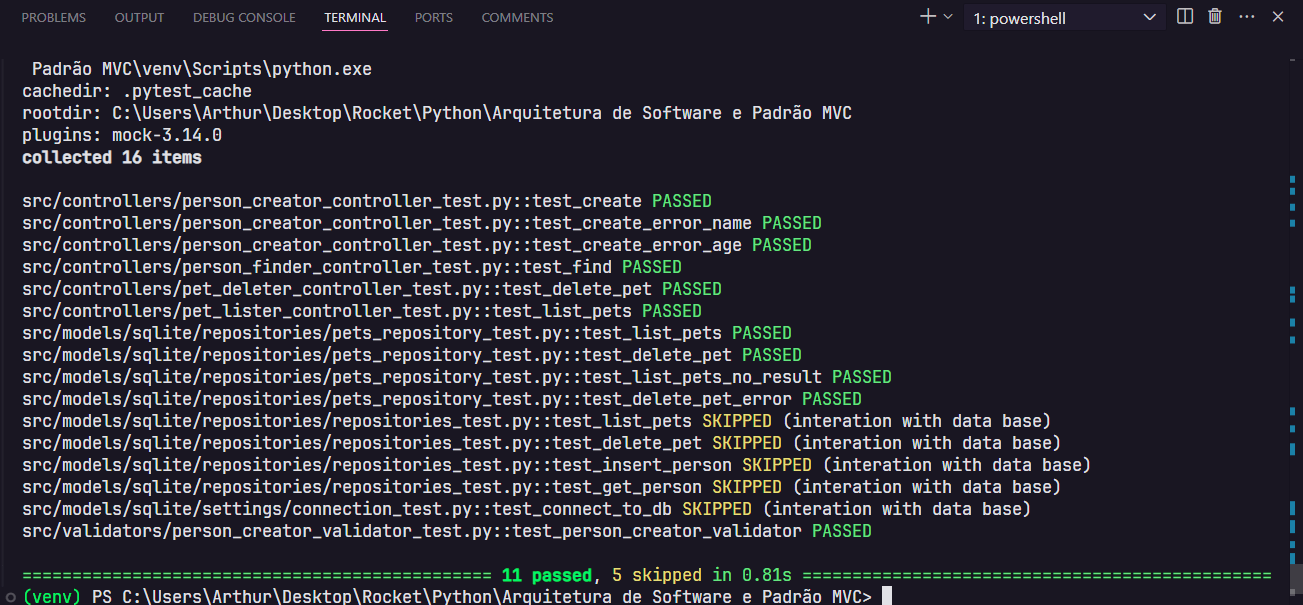 PROBLEMS OUTPUT DEBUG CONSOLE TERMINAL PORTS COMMENTS 1: powershell
Padrão MVC\venv\Scripts\python.exe
cachedir: .pytest_cache
rootdir: C:\Users\Arthur\Desktop\Rocket\Python\Arquitetura de Software e Padrão MVC
plugins: mock-3.14.0
collected 16 items
src/controllers/person_creator_controller_test.py::test_create PASSED
src/controllers/person_creator_controller_test.py::test_create_error_name PASSED
src/controllers/person_creator_controller_test.py::test_create_error_age PASSED
src/controllers/person_finder_controller_test.py::test_find PASSED
src/controllers/pet_deleter_controller_test.py::test_delete_pet PASSED
src/controllers/pet_lister_controller_test.py::test_list_pets PASSED
src/models/sqlite/repositories/pets_repository_test.py::test_list_pets PASSED
src/models/sqlite/repositories/pets_repository_test.py::test_delete_pet PASSED
src/models/sqlite/repositories/pets_repository_test.py::test_list_pets_no_result PASSED
src/models/sqlite/repositories/pets_repository_test.py::test_delete_pet_error PASSED
src/models/sqlite/repositories/repositories_test.py::test_list_pets SKIPPED (interation with data base)
src/models/sqlite/repositories/repositories_test.py::test_delete_pet SKIPPED (interation with data base)
src/models/sqlite/repositories/repositories_test.py::test_insert_person SKIPPED (interation with data base)
src/models/sqlite/repositories/repositories_test.py::test_get_person SKIPPED (interation with data base)
src/models/sqlite/settings/connection_test.py::test_connect_to_db SKIPPED (interation with data base)
src/validators/person_creator_validator_test.py::test_person_creator_validator PASSED
=============================================== 11 passed, 5 skipped in 0.81s ===============================================
(venv) PS C:\Users\Arthur\Desktop\Rocket\Python\Arquitetura de Software e Padrão MVC>